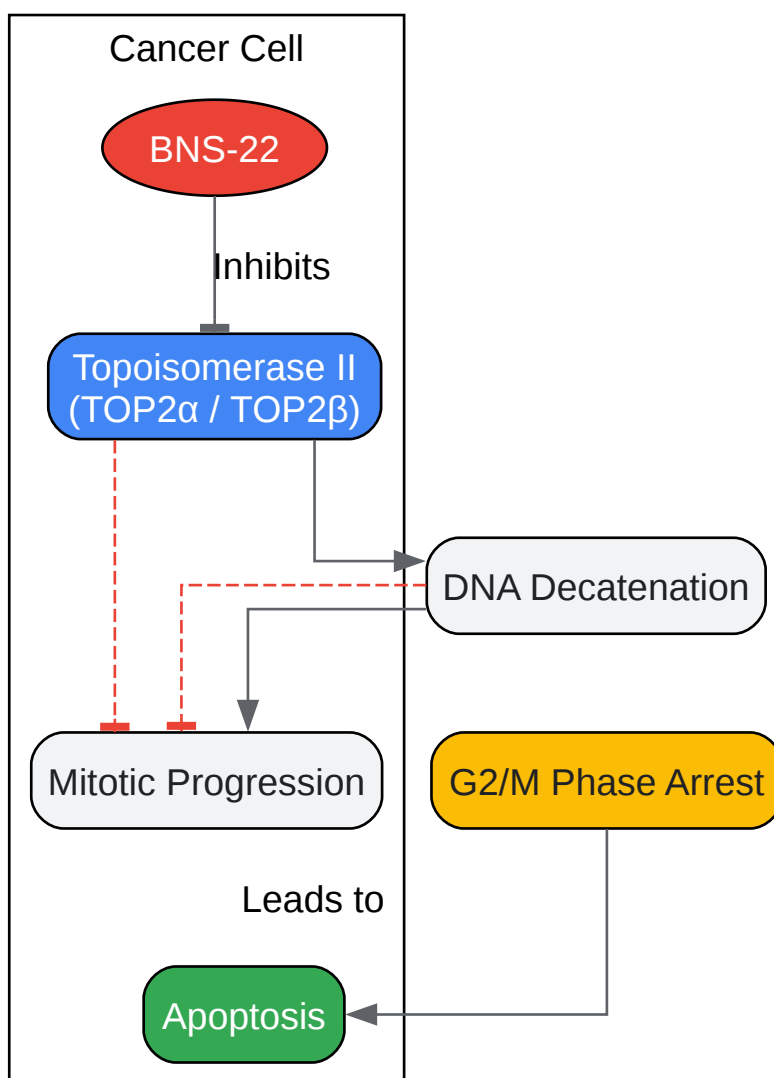 Cancer Cell
BNS-22
Inhibits
Topoisomerase II
(TOP2α / TOP2β)
DNA Decatenation
Mitotic Progression
G2/M Phase Arrest
Leads to
Apoptosis